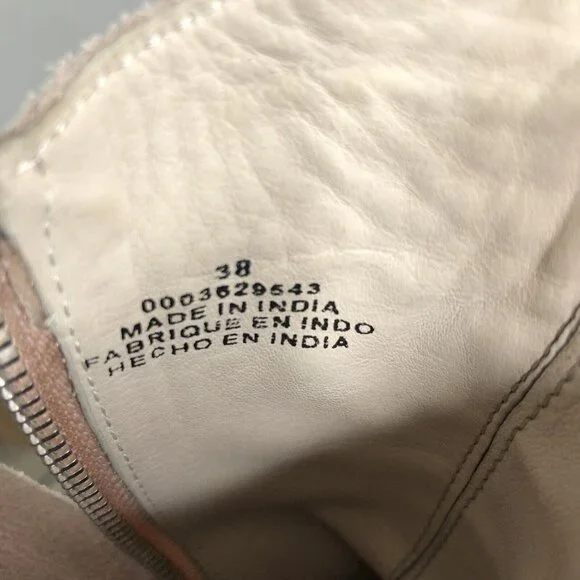 38
0003629543
MADE IN INDIA
FABRIQUE EN INDO
HECHO EN INDIA